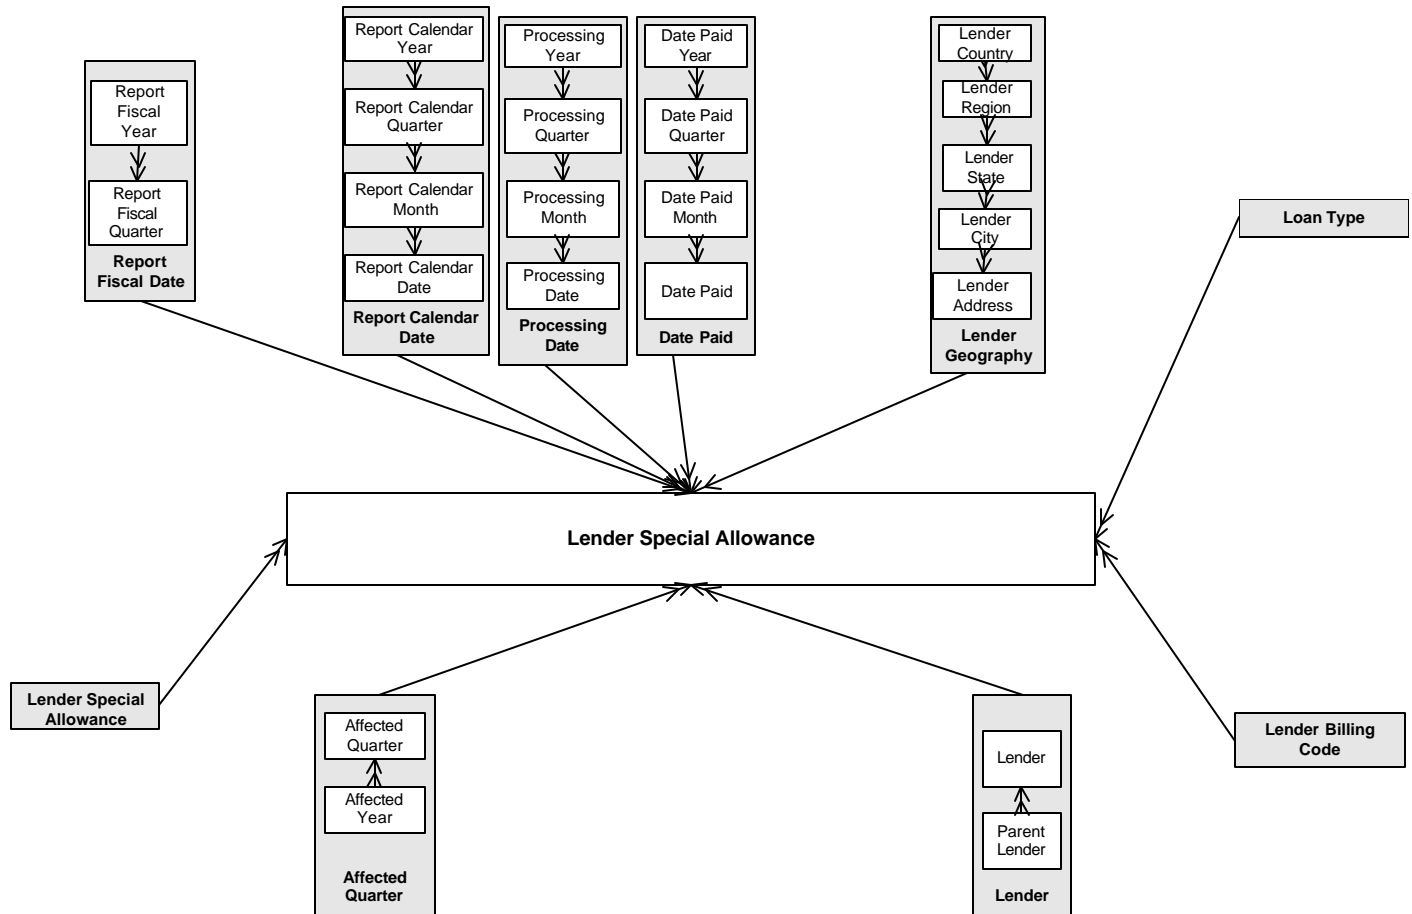 Report
Fiscal
Year
Report
Fiscal
Quarter
Report
Fiscal Date
Report Calendar
Year
Report Calendar
Quarter
Report Calendar
Month
Report Calendar
Date
Report Calendar
Date
Processing
Year
Processing
Quarter
Processing
Month
Processing
Date
Processing
Date
Date Paid
Year
Date Paid
Quarter
Date Paid
Month
Date Paid
Date Paid
Lender
Country
Lender
Region
Lender
State
Lender
City
Lender
Address
Lender
Geography
Loan Type
Lender Special Allowance
Lender Special
Allowance
Affected
Quarter
Affected
Year
Affected
Quarter
Lender
Parent
Lender
Lender
Lender Billing
Code